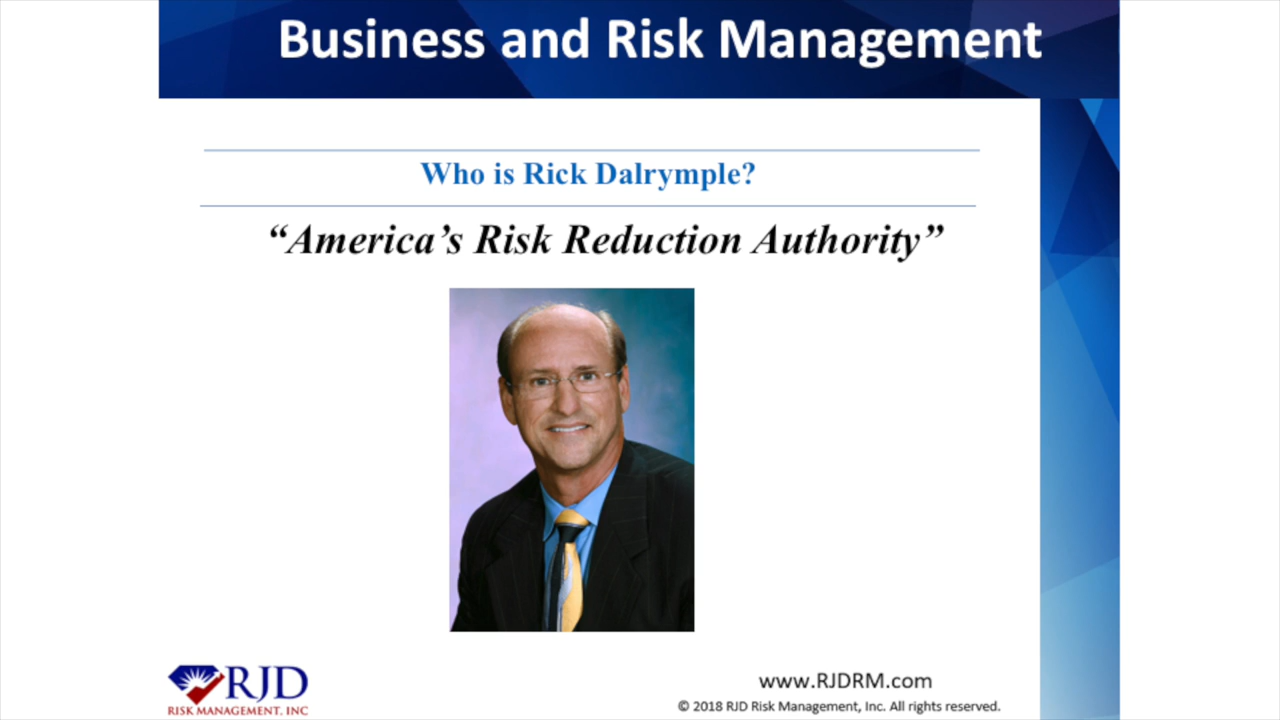 Business and Risk Management
Who is Rick Dalrymple?
“America’s Risk Reduction Authority”
RJD
RISK MANAGEMENT, INC
www.RJDRM.com
© 2018 RJD Risk Management, Inc. All rights reserved.